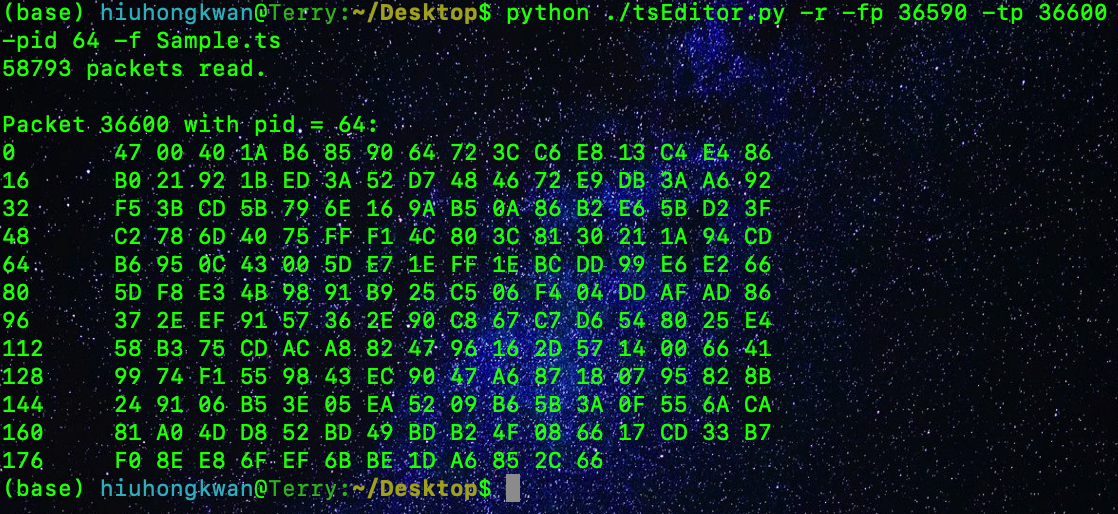 (base) hiuhongkwan@Terry:~/Desktop$ python ./tsEditor.py -r -fp 36590 -tp 36600
-pid 64 -f Sample.ts
58793 packets read.
Packet 36600 with pid = 64:
0 47 00 40 1A B6 85 90 64 72 3C C6 E8 13 C4 E4 86
16 B0 21 92 1B ED 3A 52 D7 48 46 72 E9 DB 3A A6 92
32 F5 3B CD 5B 79 6E 16 9A B5 0A 86 B2 E6 5B D2 3F
48 C2 78 6D 40 75 FF F1 4C 80 3C 81 30 21 1A 94 CD
64 B6 95 0C 43 00 5D E7 1E FF 1E BC DD 99 E6 E2 66
80 5D F8 E3 4B 98 91 B9 25 C5 06 F4 04 DD AF AD 86
96 37 2E EF 91 57 36 2E 90 C8 67 C7 D6 54 80 25 E4
112 58 B3 75 CD AC A8 82 47 96 16 2D 57 14 00 66 41
128 99 74 F1 55 98 43 EC 90 47 A6 87 18 07 95 82 8B
144 24 91 06 B5 3E 05 EA 52 09 B6 5B 3A 0F 55 6A CA
160 81 A0 4D D8 52 BD 49 BD B2 4F 08 66 17 CD 33 B7
176 F0 8E E8 6F EF 6B BE 1D A6 85 2C 66
(base) hiuhongkwan@Terry:~/Desktop$